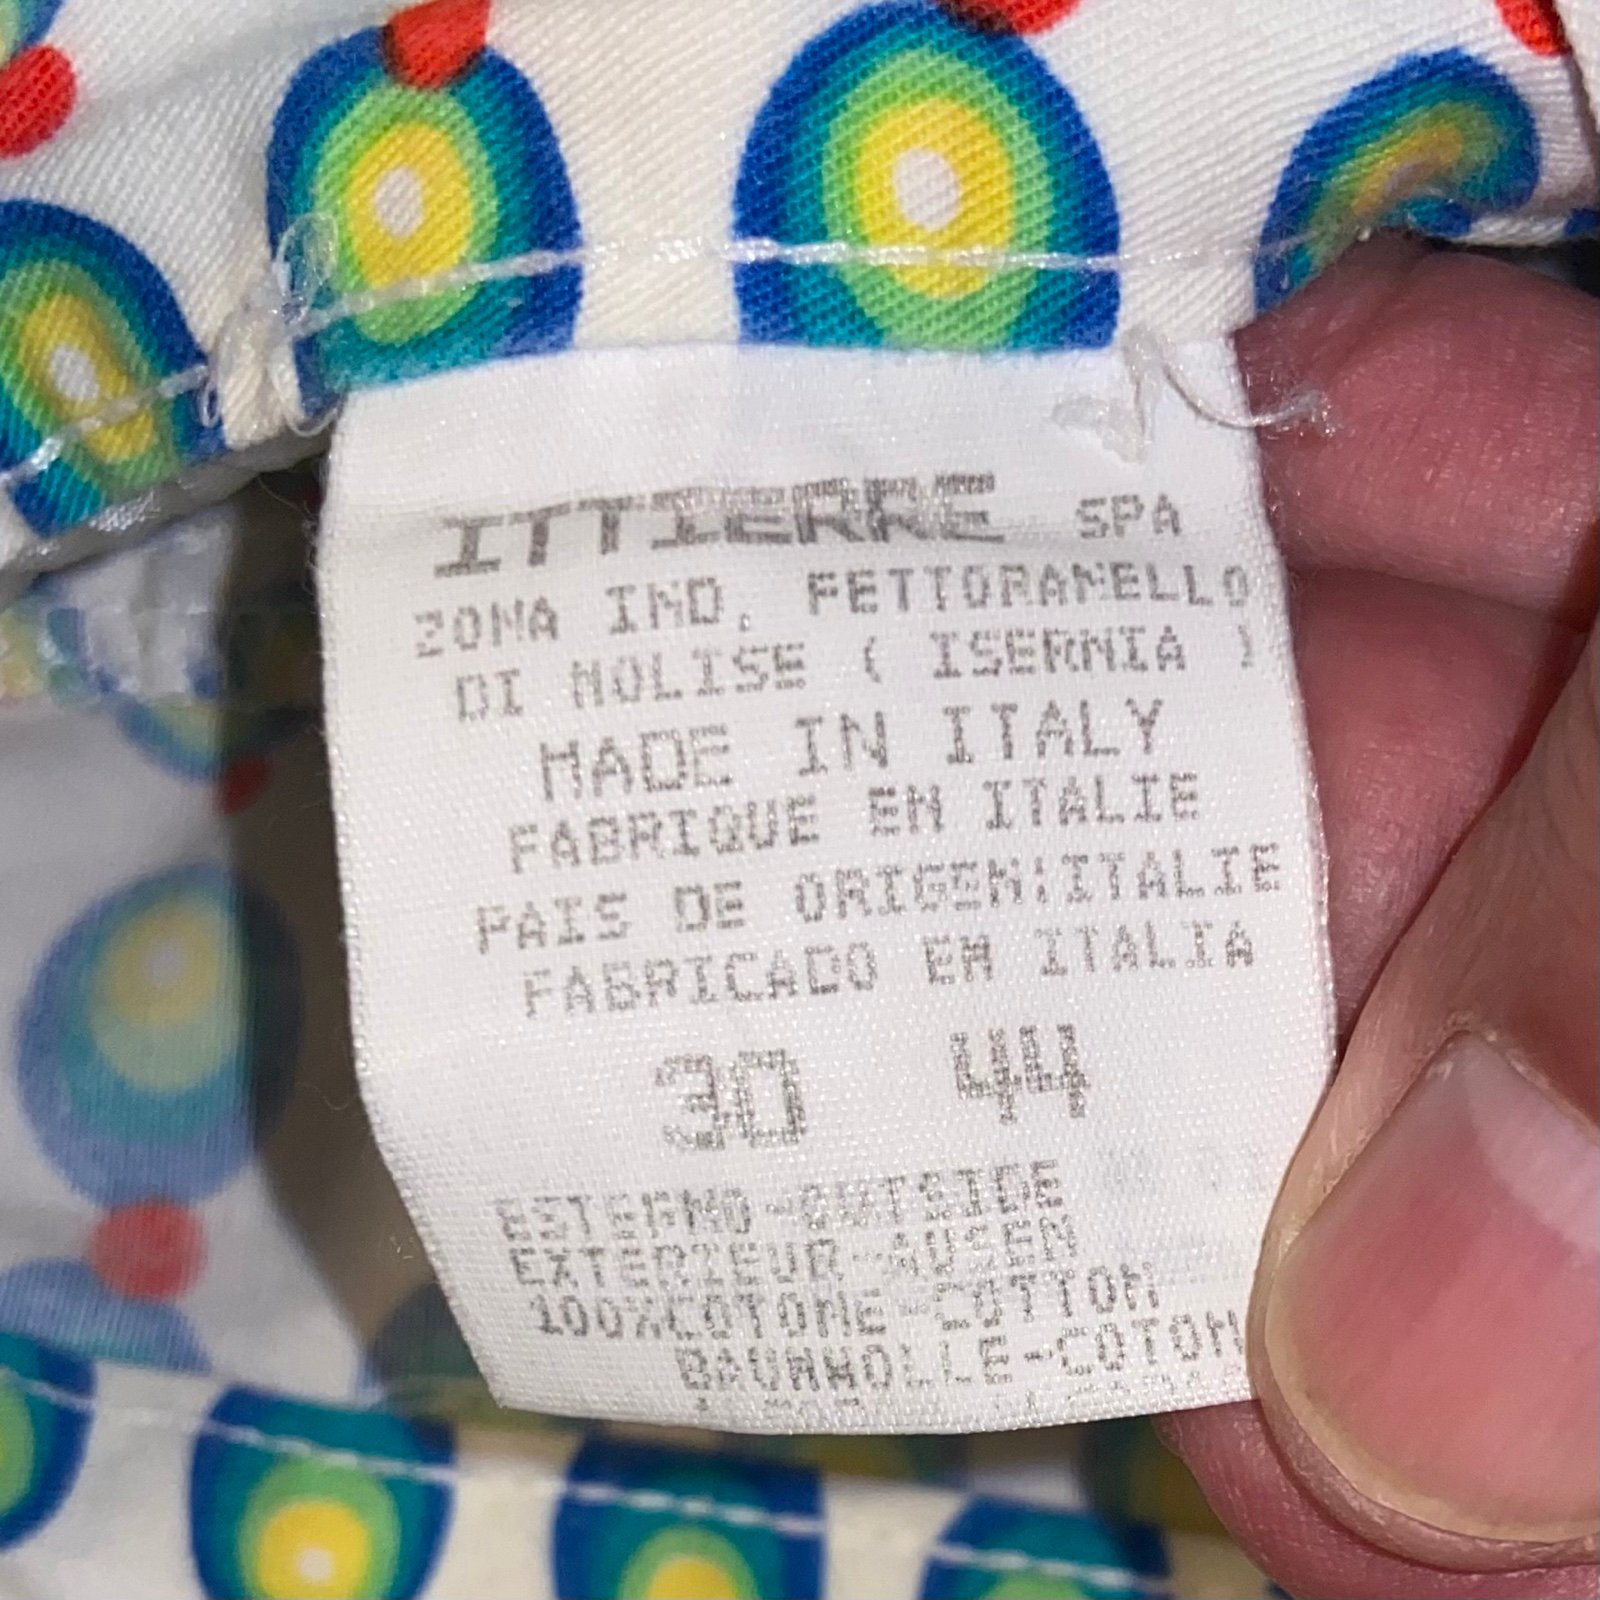 ITTIERRE SPA
ZONA IND. PETTORANELLO
DI MOLISE ( ISERNIA )
MADE IN ITALY
FABRIQUE EN ITALIE
PAIS DE ORIGEN:ITALIE
FABRICADO EN ITALIA
30 44
ESTERNO-OUTSIDE
EXTERIEUR-AUSEN
100%COTONE-COTTON
BAUMWOLLE-COTON